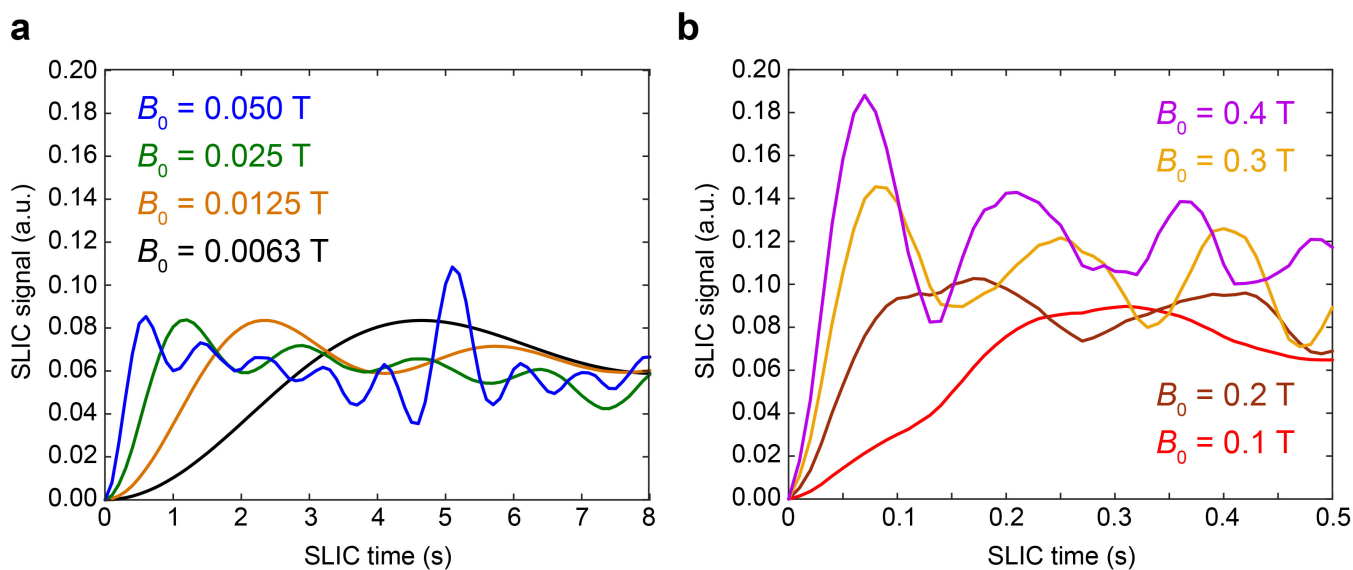 a
0.20
0.18
0.16
0.14
0.12
0.10
0.08
0.06
0.04
0.02
0.00
SLIC signal (a.u.)
B0 = 0.050 T
B0 = 0.025 T
B0 = 0.0125 T
B0 = 0.0063 T
0 1 2 3 4 5 6 7 8
SLIC time (s)
b
0.20
0.18
0.16
0.14
0.12
0.10
0.08
0.06
0.04
0.02
0.00
SLIC signal (a.u.)
B0 = 0.4 T
B0 = 0.3 T
B0 = 0.2 T
B0 = 0.1 T
0 0.1 0.2 0.3 0.4 0.5
SLIC time (s)